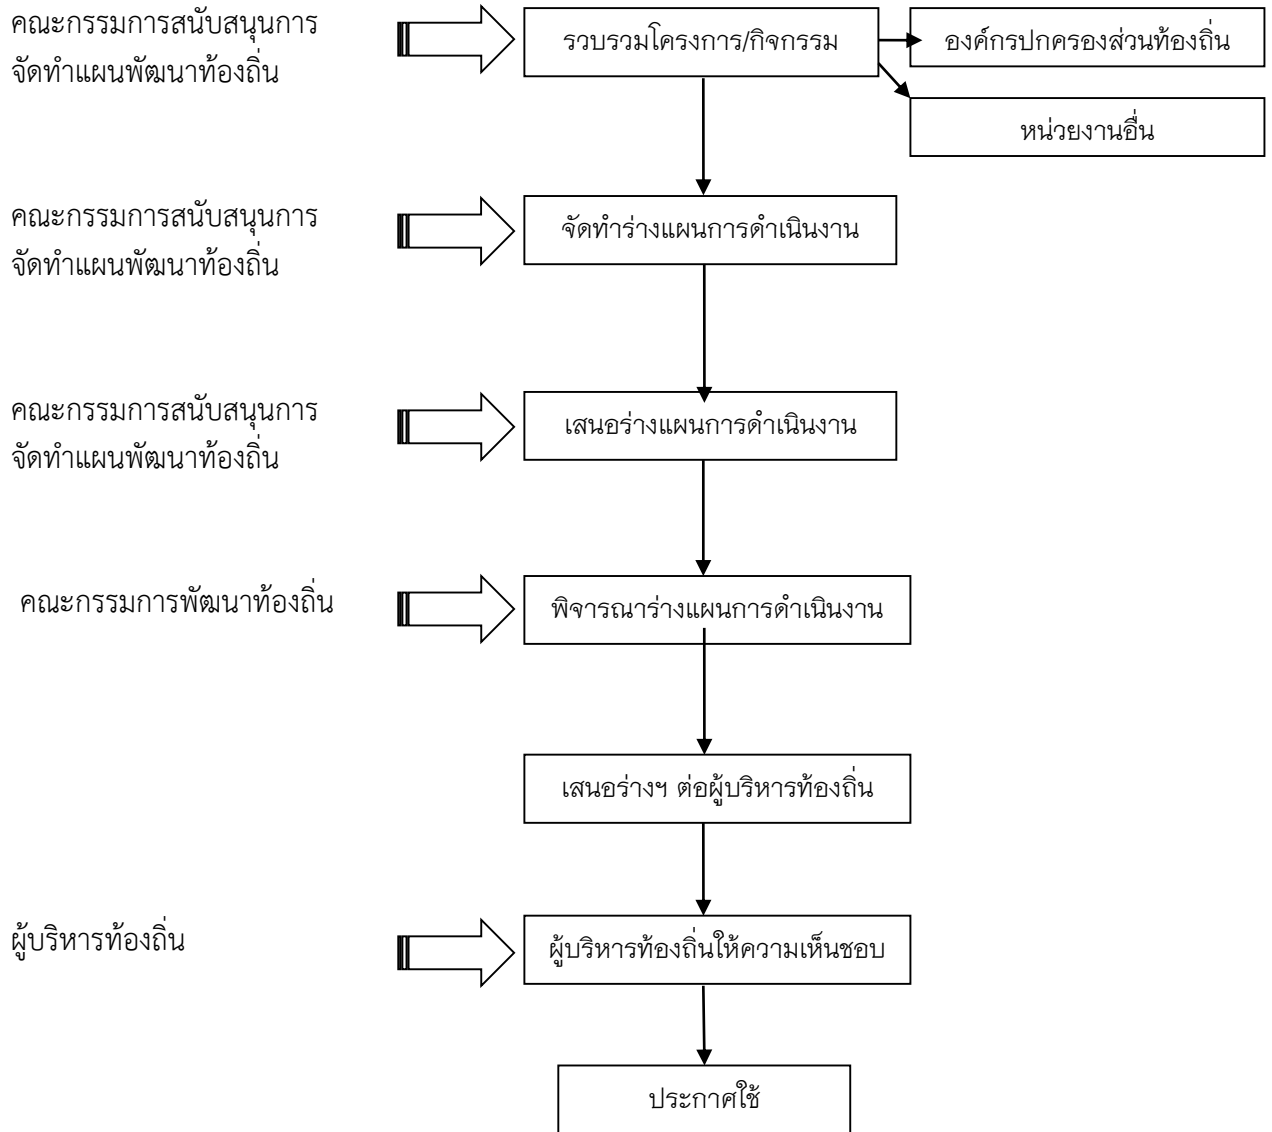 คณะกรรมการสนับสนุนการ
จัดทำแผนพัฒนาท้องถิ่น
รวบรวมโครงการ/กิจกรรม
องค์กรปกครองส่วนท้องถิ่น
หน่วยงานอื่น
คณะกรรมการสนับสนุนการ
จัดทำแผนพัฒนาท้องถิ่น
จัดทำร่างแผนการดำเนินงาน
คณะกรรมการสนับสนุนการ
จัดทำแผนพัฒนาท้องถิ่น
เสนอร่างแผนการดำเนินงาน
คณะกรรมการพัฒนาท้องถิ่น
พิจารณาร่างแผนการดำเนินงาน
เสนอร่างฯ ต่อผู้บริหารท้องถิ่น
ผู้บริหารท้องถิ่น
ผู้บริหารท้องถิ่นให้ความเห็นชอบ
ประกาศใช้